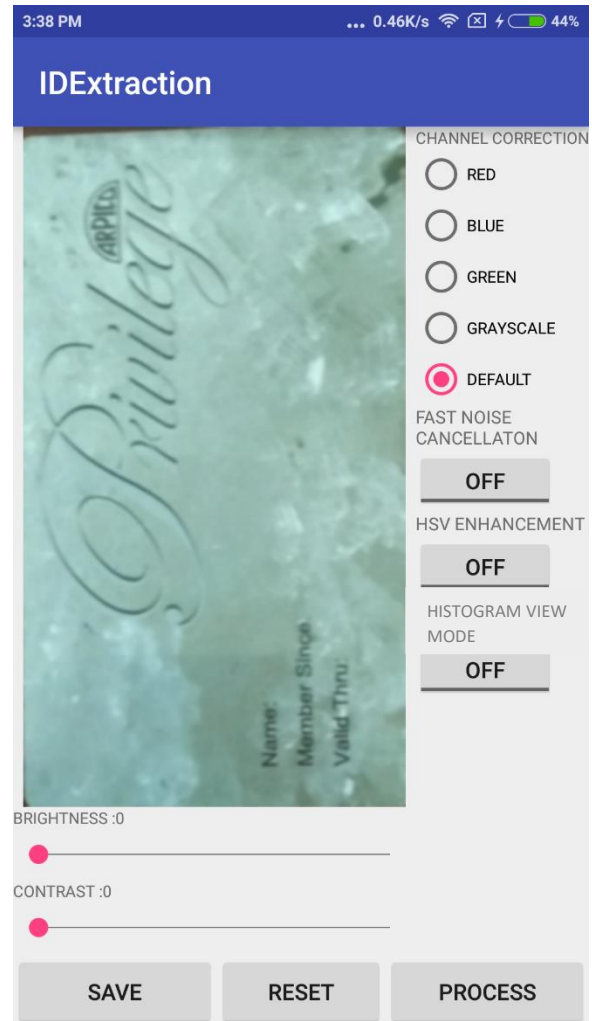 3:38 PM
... 0.46K/s 44%
IDExtraction
ARPICO
Privilege
Name:
Member Since
Valid Thru:
CHANNEL CORRECTION
RED
BLUE
GREEN
GRAYSCALE
DEFAULT
FAST NOISE
CANCELLATON
OFF
HSV ENHANCEMENT
OFF
HISTOGRAM VIEW
MODE
OFF
BRIGHTNESS :0
CONTRAST :0
SAVE
RESET
PROCESS